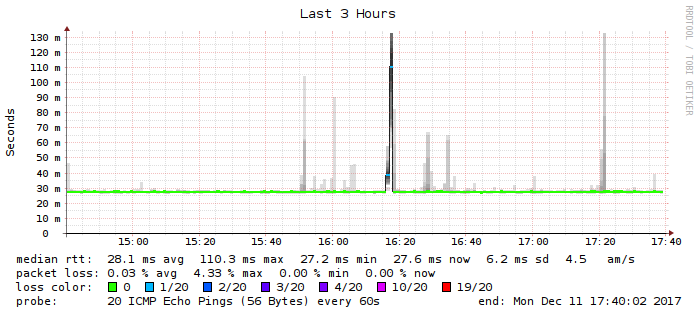 Last 3 Hours
RRDTOOL / TOBI OETIKER
Seconds
130 m
120 m
110 m
100 m
90 m
80 m
70 m
60 m
50 m
40 m
30 m
20 m
10 m
0
15:00 15:20 15:40 16:00 16:20 16:40 17:00 17:20 17:40
median rtt: 28.1 ms avg 110.3 ms max 27.2 ms min 27.6 ms now 6.2 ms sd 4.5 am/s
packet loss: 0.03 % avg 4.33 % max 0.00 % min 0.00 % now
loss color: 0 1/20 2/20 3/20 4/20 10/20 19/20
probe: 20 ICMP Echo Pings (56 Bytes) every 60s end: Mon Dec 11 17:40:02 2017